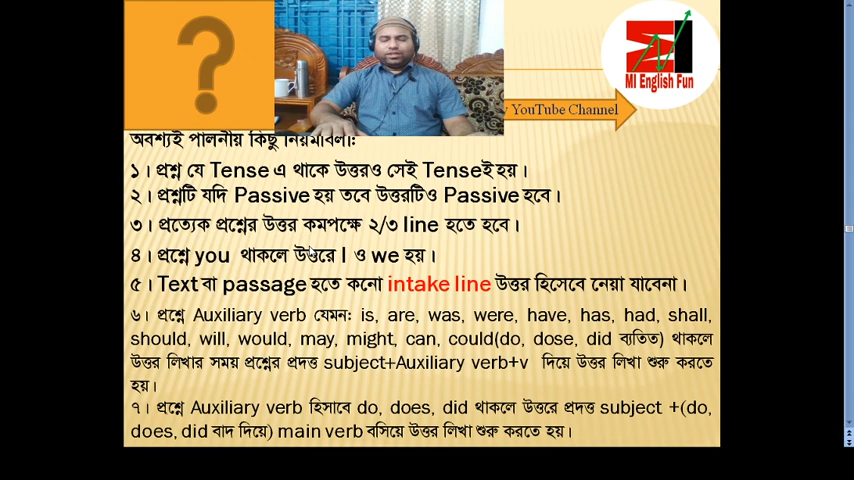 MI English Fun
YouTube Channel
অবশ্যই পালনীয় কিছু নিয়মাবলী:
১। প্রশ্ন যে Tense এ থাকে উত্তরও সেই Tenseই হয়।
২। প্রশ্নটি যদি Passive হয় তবে উত্তরটিও Passive হবে।
৩। প্রত্যেক প্রশ্নের উত্তর কমপক্ষে ২/৩ line হতে হবে।
৪। প্রশ্নে you থাকলে উত্তরে I ও we হয়।
৫। Text বা passage হতে কনো intake line উত্তর হিসেবে নেয়া যাবেনা।
৬। প্রশ্নে Auxiliary verb যেমন: is, are, was, were, have, has, had, shall,
should, will, would, may, might, can, could(do, dose, did ব্যতিত) থাকলে
উত্তর লিখার সময় প্রশ্নের প্রদত্ত subject+Auxiliary verb+v দিয়ে উত্তর লিখা শুরু করতে
হয়।
৭। প্রশ্নে Auxiliary verb হিসাবে do, does, did থাকলে উত্তরে প্রদত্ত subject +(do,
does, did বাদ দিয়ে) main verb বসিয়ে উত্তর লিখা শুরু করতে হয়।